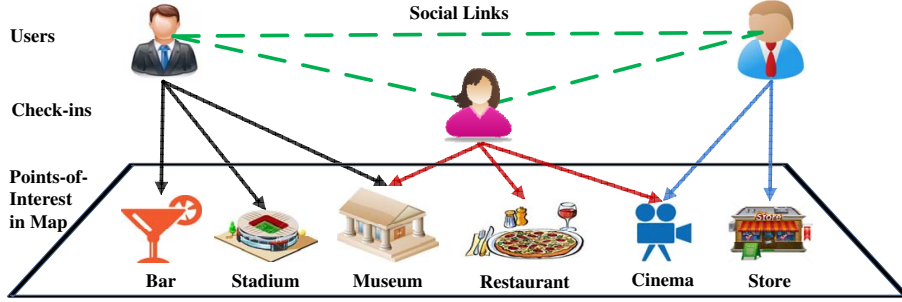 Social Links
Users
Check-ins
Points-of-
Interest
in Map
Store
Bar
Stadium
Museum
Restaurant
Cinema
Store